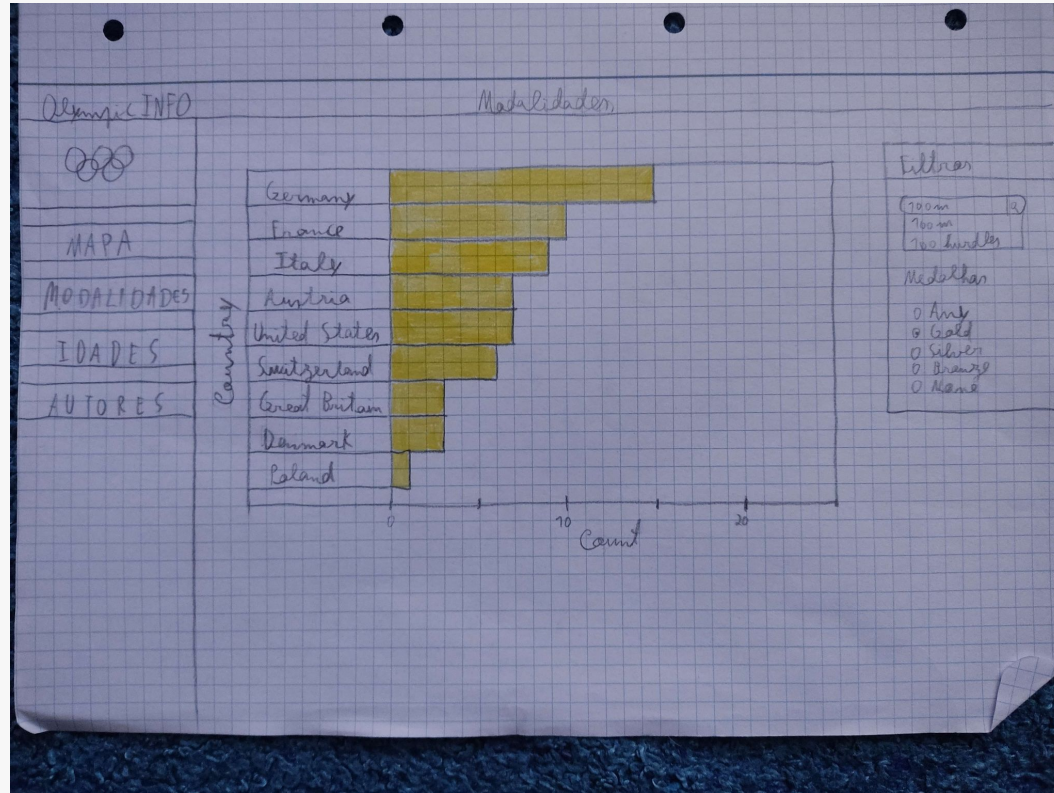 Olympic INFO
Modalidades
MAPA
MODALIDADES
IDADES
AUTORES
Country
Germany
France
Italy
Austria
United States
Switzerland
Great Britain
Denmark
Poland
0
10
20
Count
Filtros
100m
100m
100 hurdles
Medalhas
Any
Gold
Silver
Bronze
None